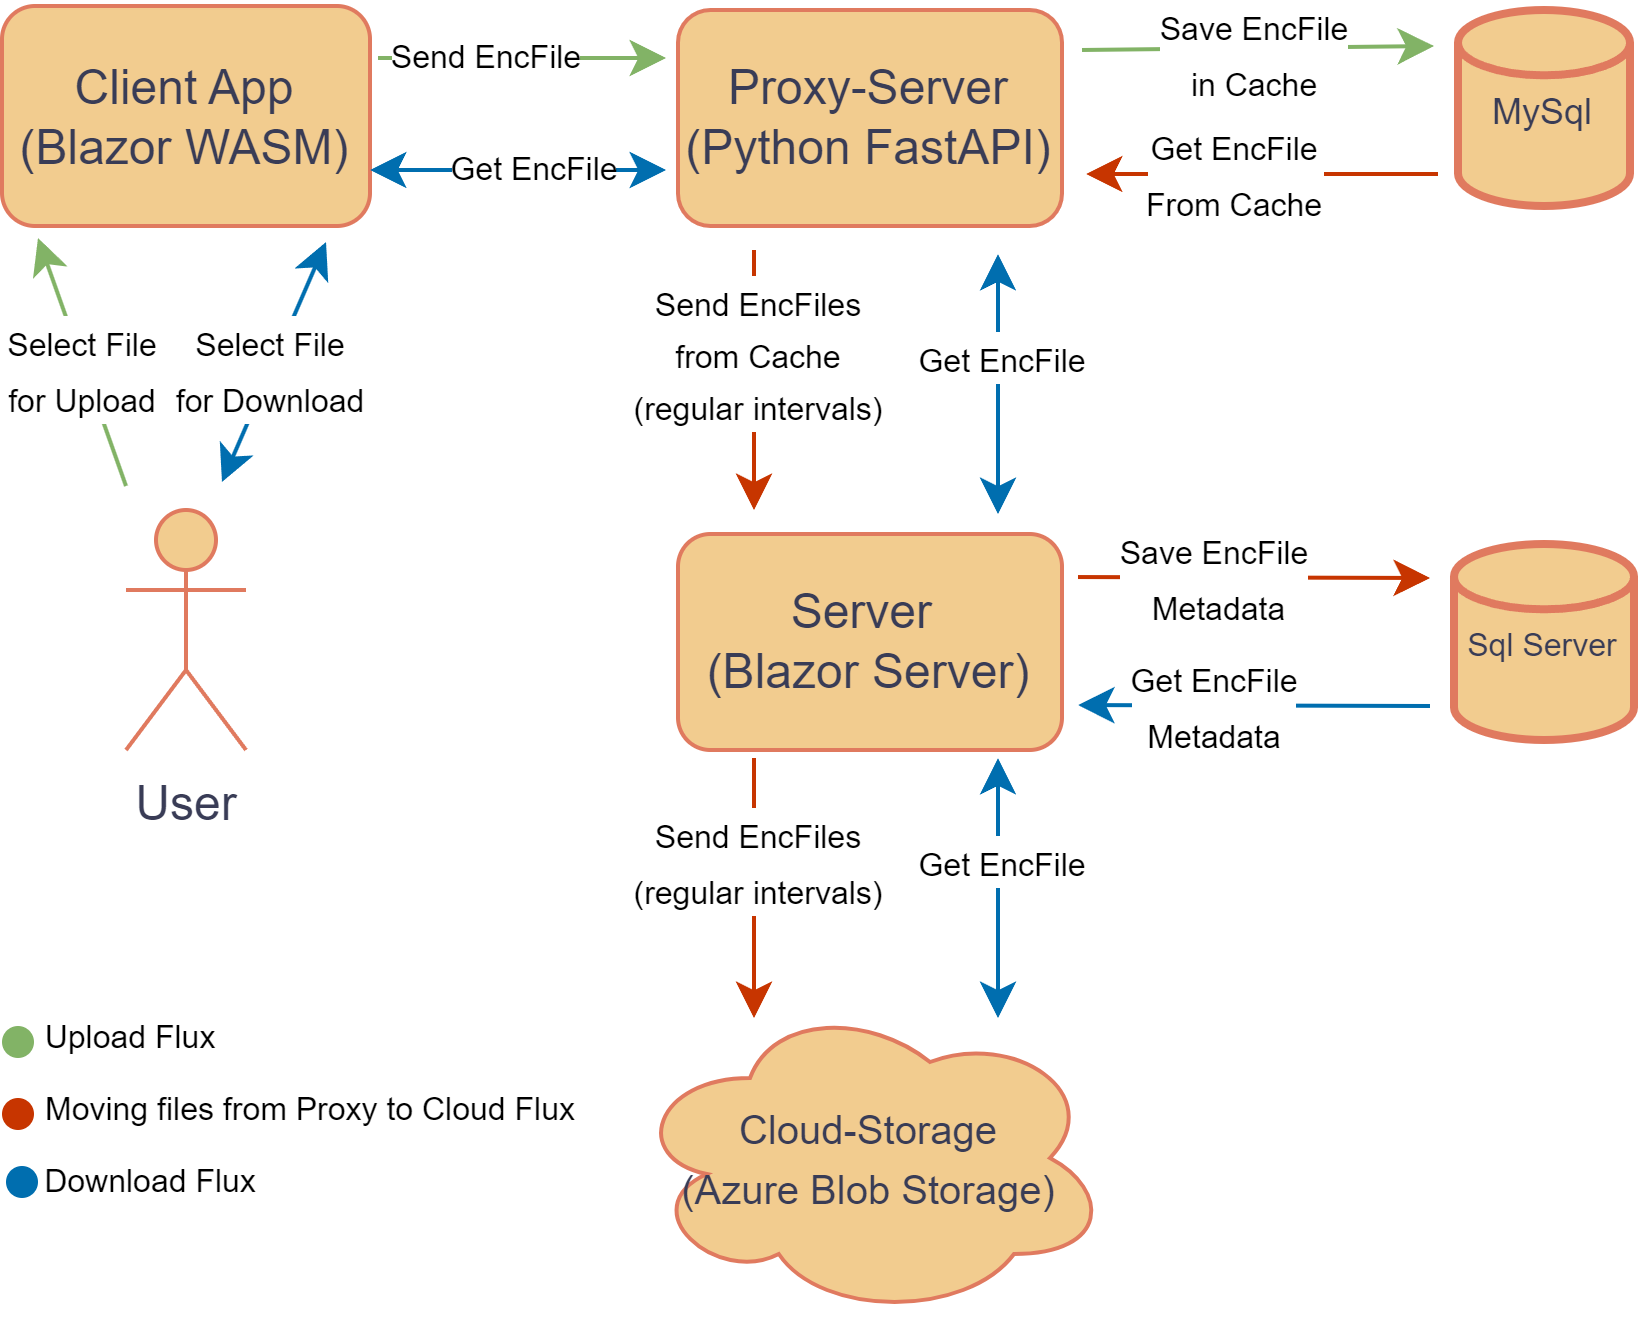 Client App
(Blazor WASM)
Send EncFile
Get EncFile
Proxy-Server
(Python FastAPI)
Save EncFile
in Cache
Get EncFile
From Cache
MySql
Select File
for Upload
Select File
for Download
User
Send EncFiles
from Cache
(regular intervals)
Get EncFile
Server
(Blazor Server)
Save EncFile
Metadata
Get EncFile
Metadata
Sql Server
Send EncFiles
(regular intervals)
Get EncFile
Cloud-Storage
(Azure Blob Storage)
Upload Flux
Moving files from Proxy to Cloud Flux
Download Flux